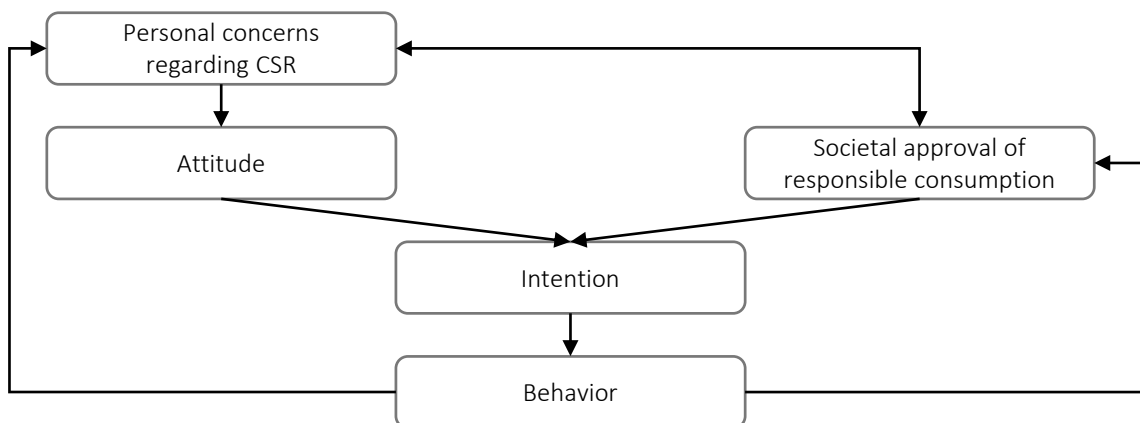 Personal concerns
regarding CSR
Attitude
Societal approval of
responsible consumption
Intention
Behavior